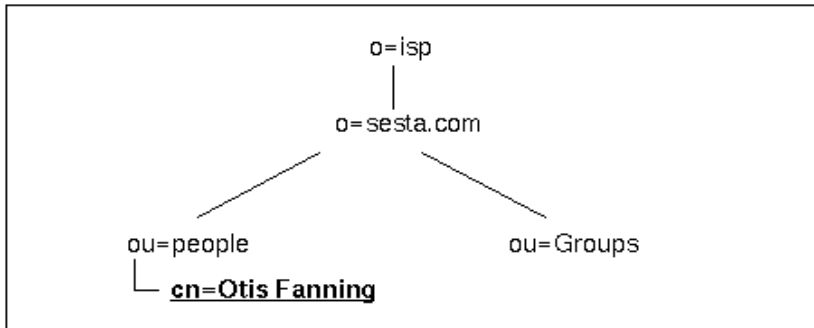 o=isp
o=sesta.com
ou=people
ou=Groups
cn=Otis Fanning